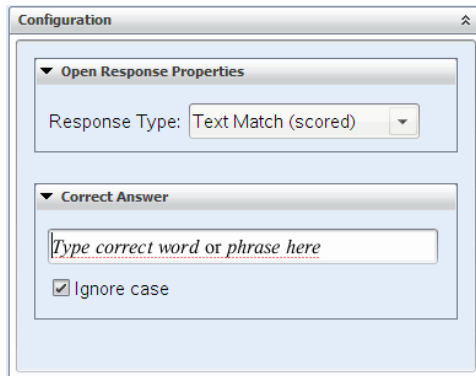 Configuration
Open Response Properties
Response Type: Text Match (scored)
Correct Answer
Type correct word or phrase here
Ignore case